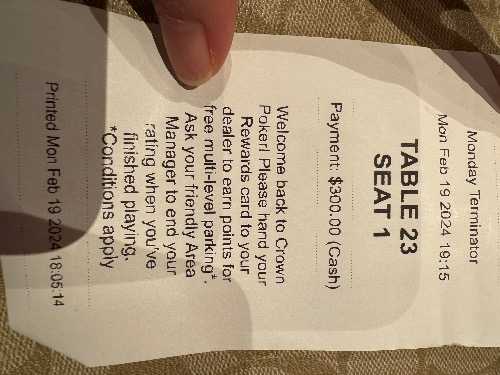 Monday Terminator
Mon Feb 19 2024 19:15
TABLE 23
SEAT 1
Payment: $300.00 (Cash)
Welcome back to Crown
Poker! Please hand your
Rewards card to your
dealer to earn points for
free multi-level parking*.
Ask your friendly Area
Manager to end your
rating when you've
finished playing.
*Conditions apply
Printed Mon Feb 19 2024 18:05:14